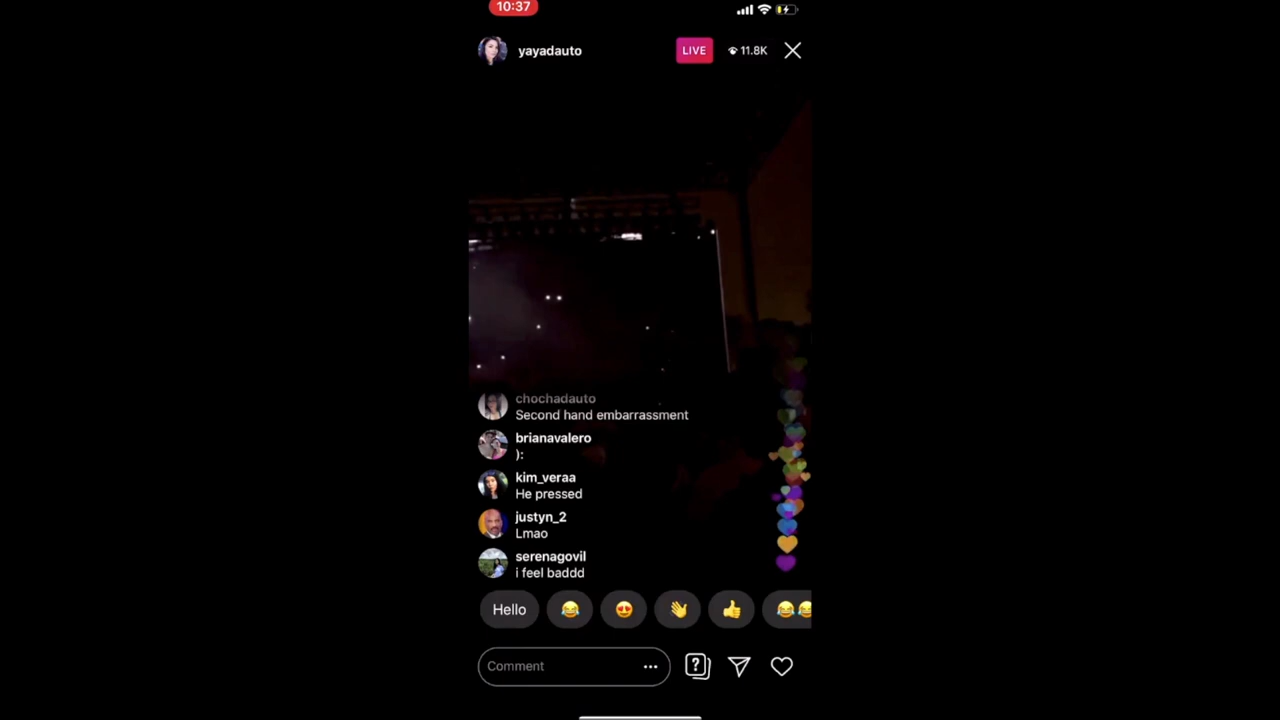 10:37
yayadauto
LIVE
11.8K
chochadauto
Second hand embarrassment
brianavalero
):
kim_veraa
He pressed
justyn_2
Lmao
serenagovil
i feel baddd
Hello
Comment